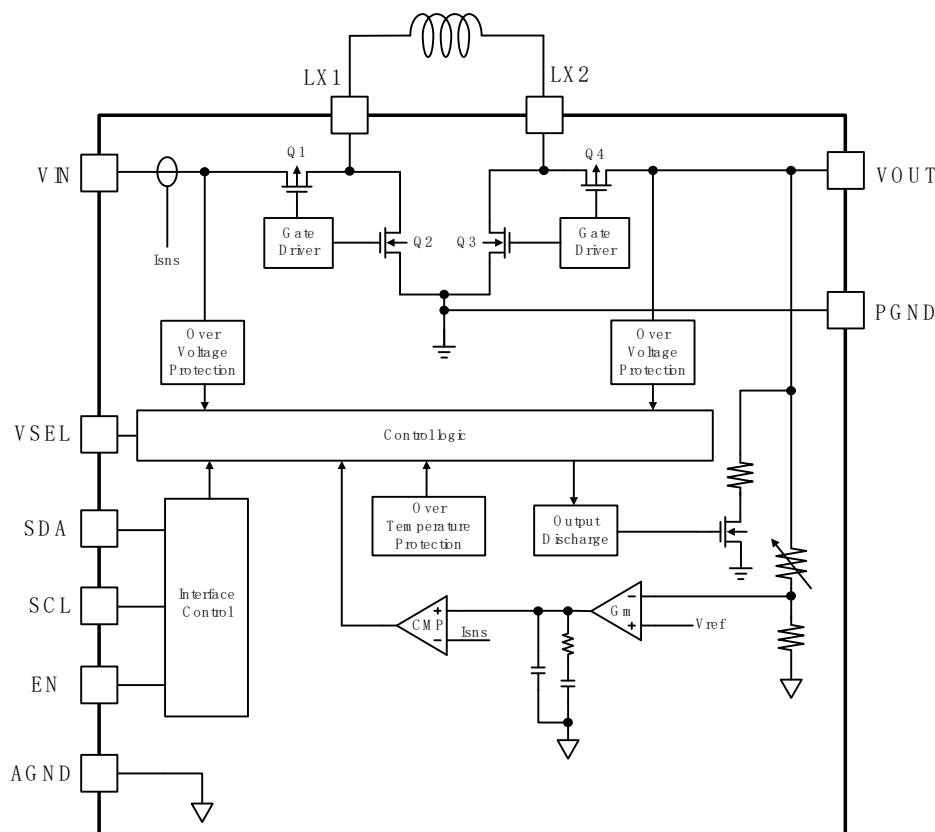 LX1
LX2
VIN
Q1
Q4
VOUT
Gate
Driver
Q2
Q3
Gate
Driver
Isns
PGND
Over
Voltage
Protection
Over
Voltage
Protection
VSEL
Control logic
SDA
Over
Temperature
Protection
Output
Discharge
Interface
Control
SCL
CMP
+
-
Isns
Gm
-
+
Vref
EN
AGND